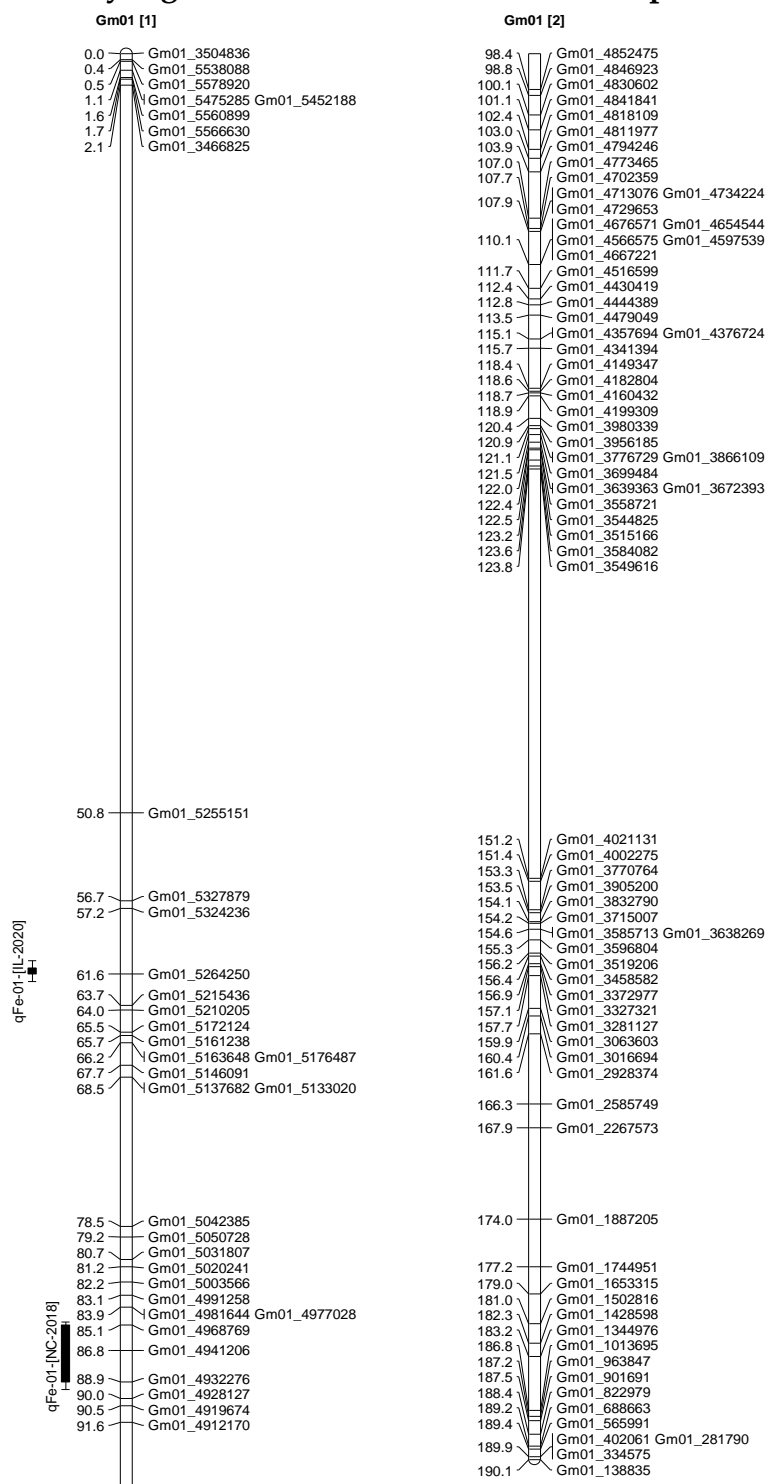 Gm01 [1]
0.0 Gm01_3504836
0.4 Gm01_5538088
0.5 Gm01_5578920
1.1 Gm01_5475285 Gm01_5452188
1.6 Gm01_5560899
1.7 Gm01_5566630
2.1 Gm01_3466825
50.8 Gm01_5255151
56.7 Gm01_5327879
57.2 Gm01_5324236
61.6 Gm01_5264250
63.7 Gm01_5215436
64.0 Gm01_5210205
65.5 Gm01_5172124
65.7 Gm01_5161238
66.2 Gm01_5163648 Gm01_5176487
67.7 Gm01_5146091
68.5 Gm01_5137682 Gm01_5133020
78.5 Gm01_5042385
79.2 Gm01_5050728
80.7 Gm01_5031807
81.2 Gm01_5020241
82.2 Gm01_5003566
83.1 Gm01_4991258
83.9 Gm01_4981644 Gm01_4977028
85.1 Gm01_4968769
86.8 Gm01_4941206
88.9 Gm01_4932276
90.0 Gm01_4928127
90.5 Gm01_4919674
91.6 Gm01_4912170
qFe-01-[IL-2020]
qFe-01-[NC-2018]
Gm01 [2]
98.4 Gm01_4852475
98.8 Gm01_4846923
100.1 Gm01_4830602
101.1 Gm01_4841841
102.4 Gm01_4818109
103.0 Gm01_4811977
103.9 Gm01_4794246
107.0 Gm01_4773465
107.7 Gm01_4702359
107.9 Gm01_4713076 Gm01_4734224
Gm01_4729653
Gm01_4676571 Gm01_4654544
110.1 Gm01_4566575 Gm01_4597539
Gm01_4667221
111.7 Gm01_4516599
112.4 Gm01_4430419
112.8 Gm01_4444389
113.5 Gm01_4479049
115.1 Gm01_4357694 Gm01_4376724
115.7 Gm01_4341394
118.4 Gm01_4149347
118.6 Gm01_4182804
118.7 Gm01_4160432
118.9 Gm01_4199309
120.4 Gm01_3980339
120.9 Gm01_3956185
121.1 Gm01_3776729 Gm01_3866109
121.5 Gm01_3699484
122.0 Gm01_3639363 Gm01_3672393
122.4 Gm01_3558721
122.5 Gm01_3544825
123.2 Gm01_3515166
123.6 Gm01_3584082
123.8 Gm01_3549616
151.2 Gm01_4021131
151.4 Gm01_4002275
153.3 Gm01_3770764
153.5 Gm01_3905200
154.1 Gm01_3832790
154.2 Gm01_3715007
154.6 Gm01_3585713 Gm01_3638269
155.3 Gm01_3596804
156.2 Gm01_3519206
156.4 Gm01_3458582
156.9 Gm01_3372977
157.1 Gm01_3327321
157.7 Gm01_3281127
159.9 Gm01_3063603
160.4 Gm01_3016694
161.6 Gm01_2928374
166.3 Gm01_2585749
167.9 Gm01_2267573
174.0 Gm01_1887205
177.2 Gm01_1744951
179.0 Gm01_1653315
181.0 Gm01_1502816
182.3 Gm01_1428598
183.2 Gm01_1344976
186.8 Gm01_1013695
187.2 Gm01_963847
187.5 Gm01_901691
188.4 Gm01_822979
189.2 Gm01_688663
189.4 Gm01_565991
189.9 Gm01_402061 Gm01_281790
Gm01_334575
190.1 Gm01_138835